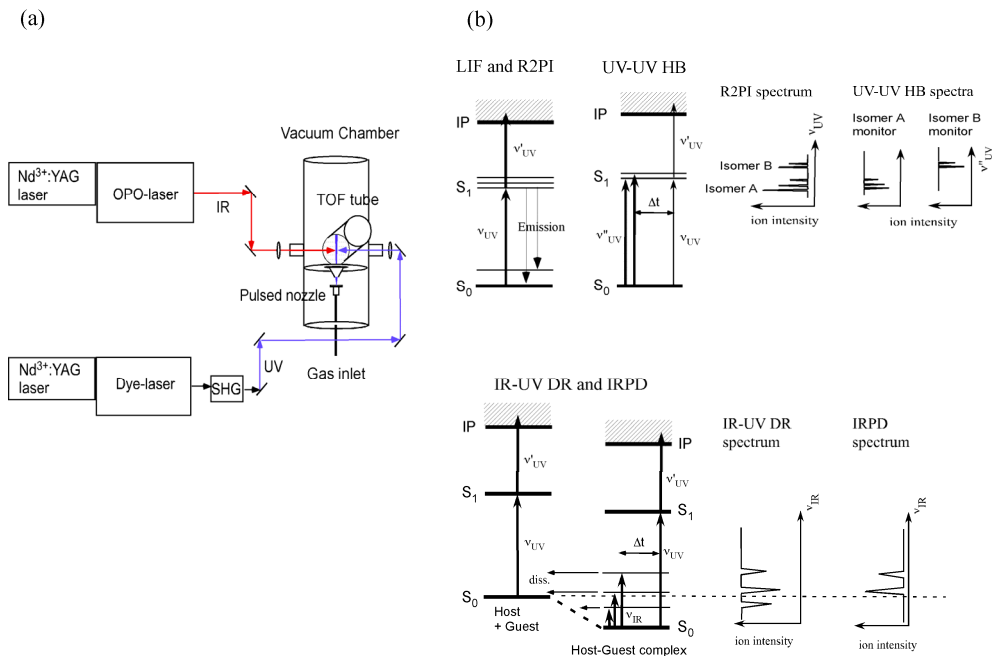 (a)
Nd3+:YAG
laser
OPO-laser
IR
Vacuum Chamber
TOF tube
Pulsed nozzle
Gas inlet
Nd3+:YAG
laser
Dye-laser
SHG
UV
(b)
LIF and R2PI
IP
ν'UV
S1
νUV
Emission
S0
UV-UV HB
IP
ν'UV
S1
Δt
ν"UV
νUV
S0
R2PI spectrum
νUV
Isomer B
Isomer A
ion intensity
UV-UV HB spectra
Isomer A
monitor
Isomer B
monitor
ν"UV
ion intensity
IR-UV DR and IRPD
IP
ν'UV
S1
νUV
S0
Host
+ Guest
diss.
IP
ν'UV
S1
Δt
νUV
νIR
S0
Host-Guest complex
IR-UV DR
spectrum
νIR
ion intensity
IRPD
spectrum
νIR
ion intensity